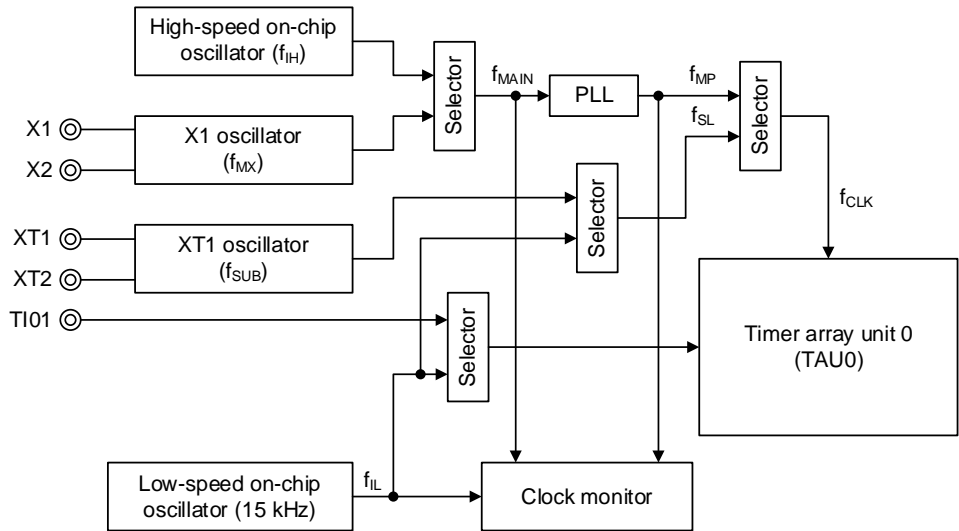 High-speed on-chip
oscillator (fIH)
Selector
fMAIN
PLL
fMP
Selector
fSL
X1
X2
X1 oscillator
(fMX)
Selector
fCLK
XT1
XT2
XT1 oscillator
(fSUB)
TI01
Selector
Timer array unit 0
(TAU0)
Low-speed on-chip
oscillator (15 kHz)
fIL
Clock monitor